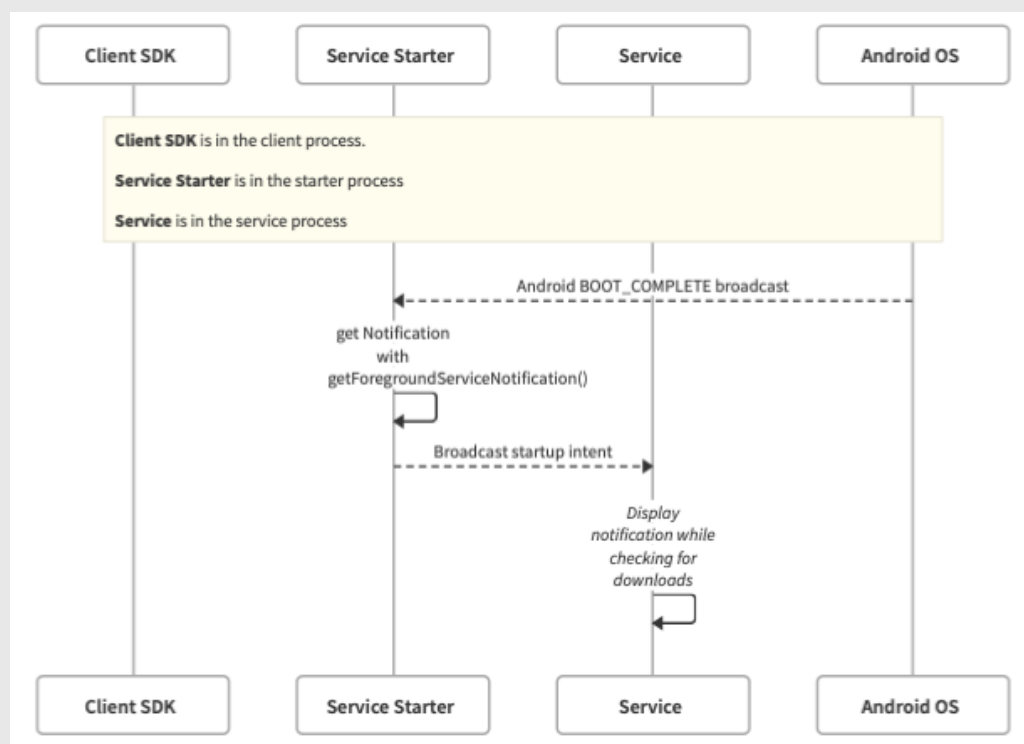 Client SDK
Service Starter
Service
Android OS
Client SDK is in the client process.
Service Starter is in the starter process
Service is in the service process
Android BOOT_COMPLETE broadcast
get Notification
with
getForegroundServiceNotification()
Broadcast startup intent
Display
notification while
checking for
downloads
Client SDK
Service Starter
Service
Android OS